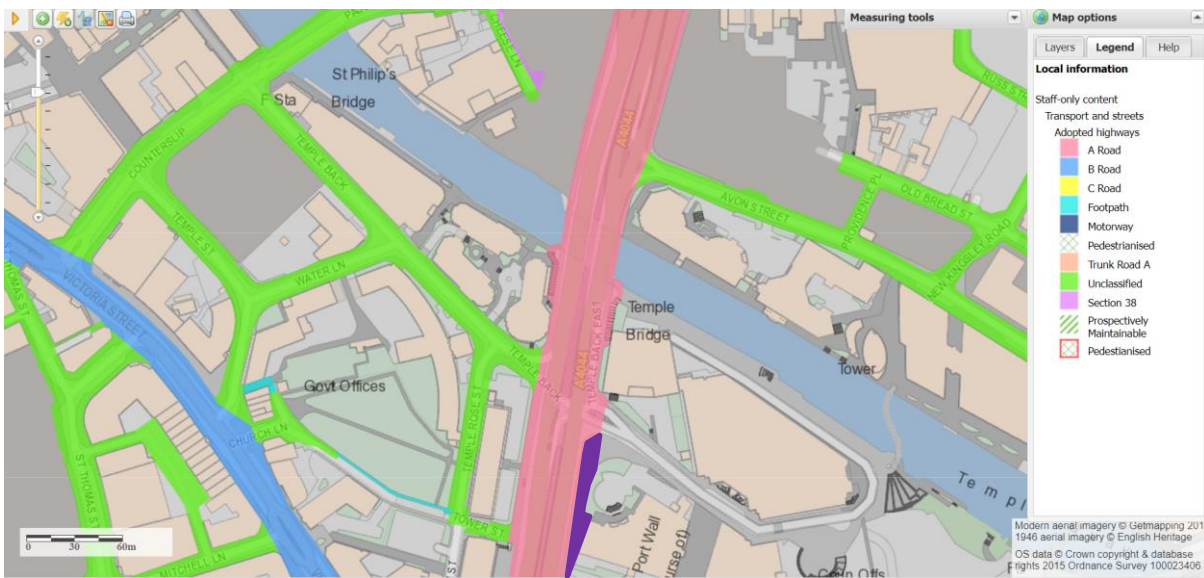 Measuring tools
Map options
Layers
Legend
Help
Local information
Staff-only content
Transport and streets
Adopted highways
A Road
B Road
C Road
Footpath
Motorway
Pedestrianised
Trunk Road A
Unclassified
Section 38
Prospectively
Maintainable
Pedestianised
St Philip's
Bridge
F Sta
CHEESE LN
COUNTERSLIP
TEMPLE BACK
TEMPLE ST
WATER LN
VICTORIA STREET
ST THOMAS ST
Govt Offices
CHURCH LN
TEMPLE ROSE ST
TOWER ST
MITCHELL LN
ST THOMAS ST
TEMPLE BACK
A4044
A4044
TEMPLE BACK EAST
Temple
Bridge
AVON STREET
PROVIDENCE PL
OLD BREAD ST
NEW KINGSLEY ROAD
RUSS ST
Tower
Templ
Port Wall
urse of)
0 30 60m
Modern aerial imagery © Getmapping 201
1946 aerial imagery © English Heritage
OS data © Crown copyright & database
rights 2015 Ordnance Survey 100023406